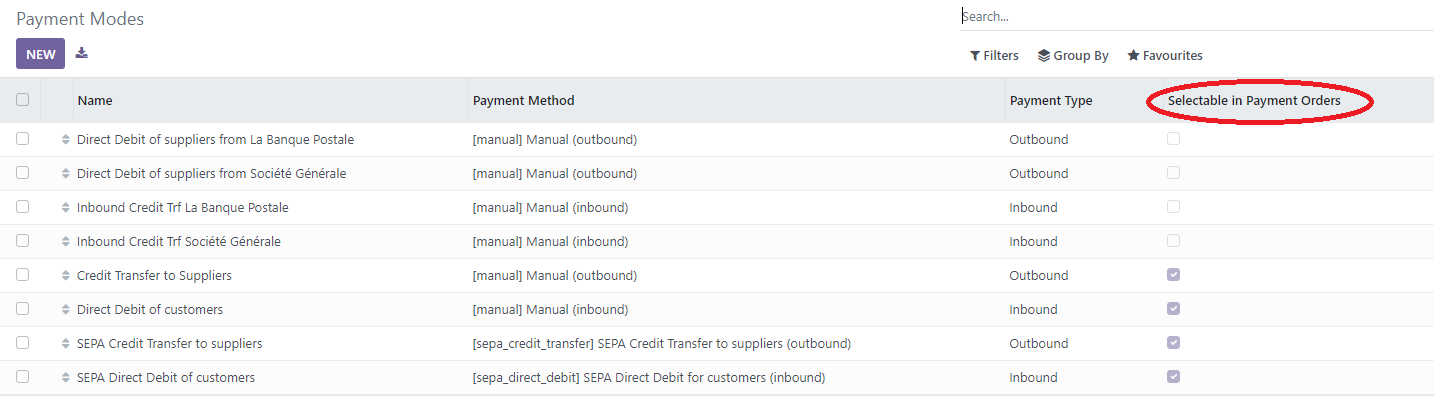 Payment Modes
Search...
NEW
Filters Group By Favourites
Name Payment Method Payment Type Selectable in Payment Orders
Direct Debit of suppliers from La Banque Postale [manual] Manual (outbound) Outbound
Direct Debit of suppliers from Société Générale [manual] Manual (outbound) Outbound
Inbound Credit Trf La Banque Postale [manual] Manual (inbound) Inbound
Inbound Credit Trf Société Générale [manual] Manual (inbound) Inbound
Credit Transfer to Suppliers [manual] Manual (outbound) Outbound
Direct Debit of customers [manual] Manual (inbound) Inbound
SEPA Credit Transfer to suppliers [sepa_credit_transfer] SEPA Credit Transfer to suppliers (outbound) Outbound
SEPA Direct Debit of customers [sepa_direct_debit] SEPA Direct Debit for customers (inbound) Inbound